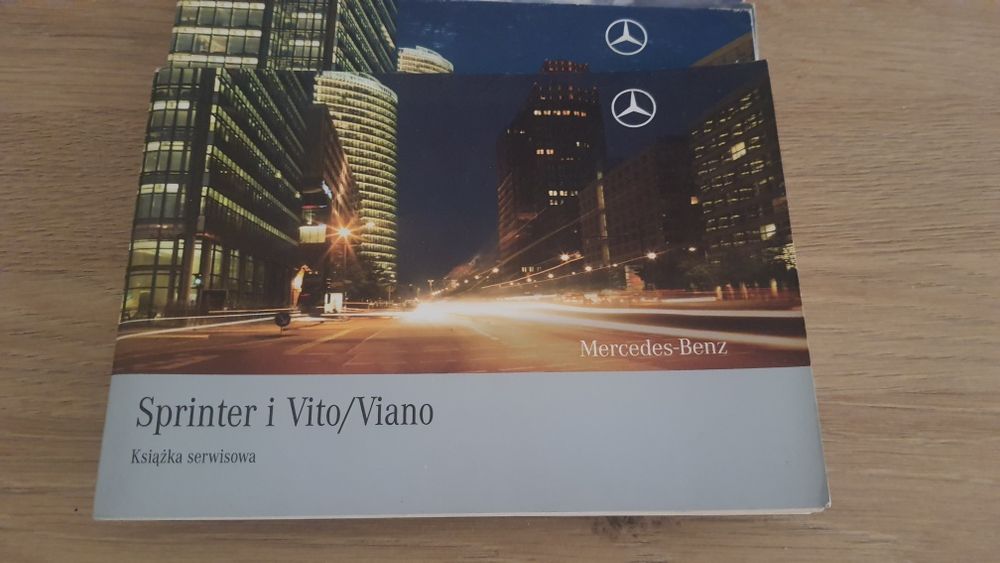 Mercedes-Benz
Sprinter i Vito/Viano
Książka serwisowa